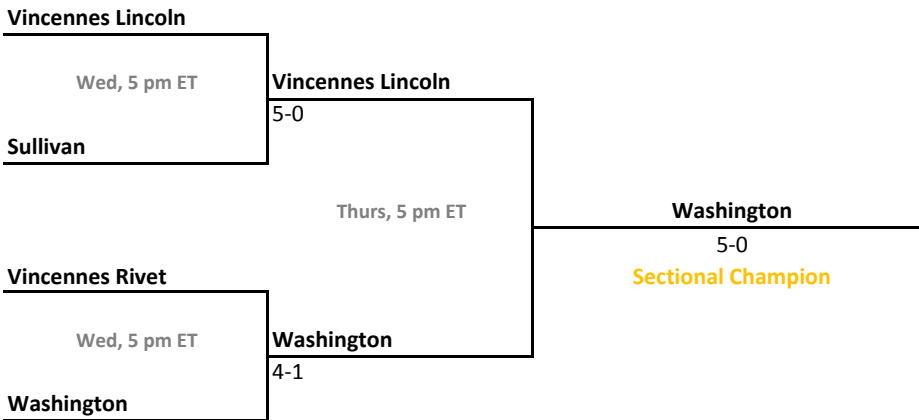 Vincennes Lincoln
Wed, 5 pm ET
Vincennes Lincoln
5-0
Sullivan
Thurs, 5 pm ET
Washington
5-0
Sectional Champion
Vincennes Rivet
Wed, 5 pm ET
Washington
4-1
Washington